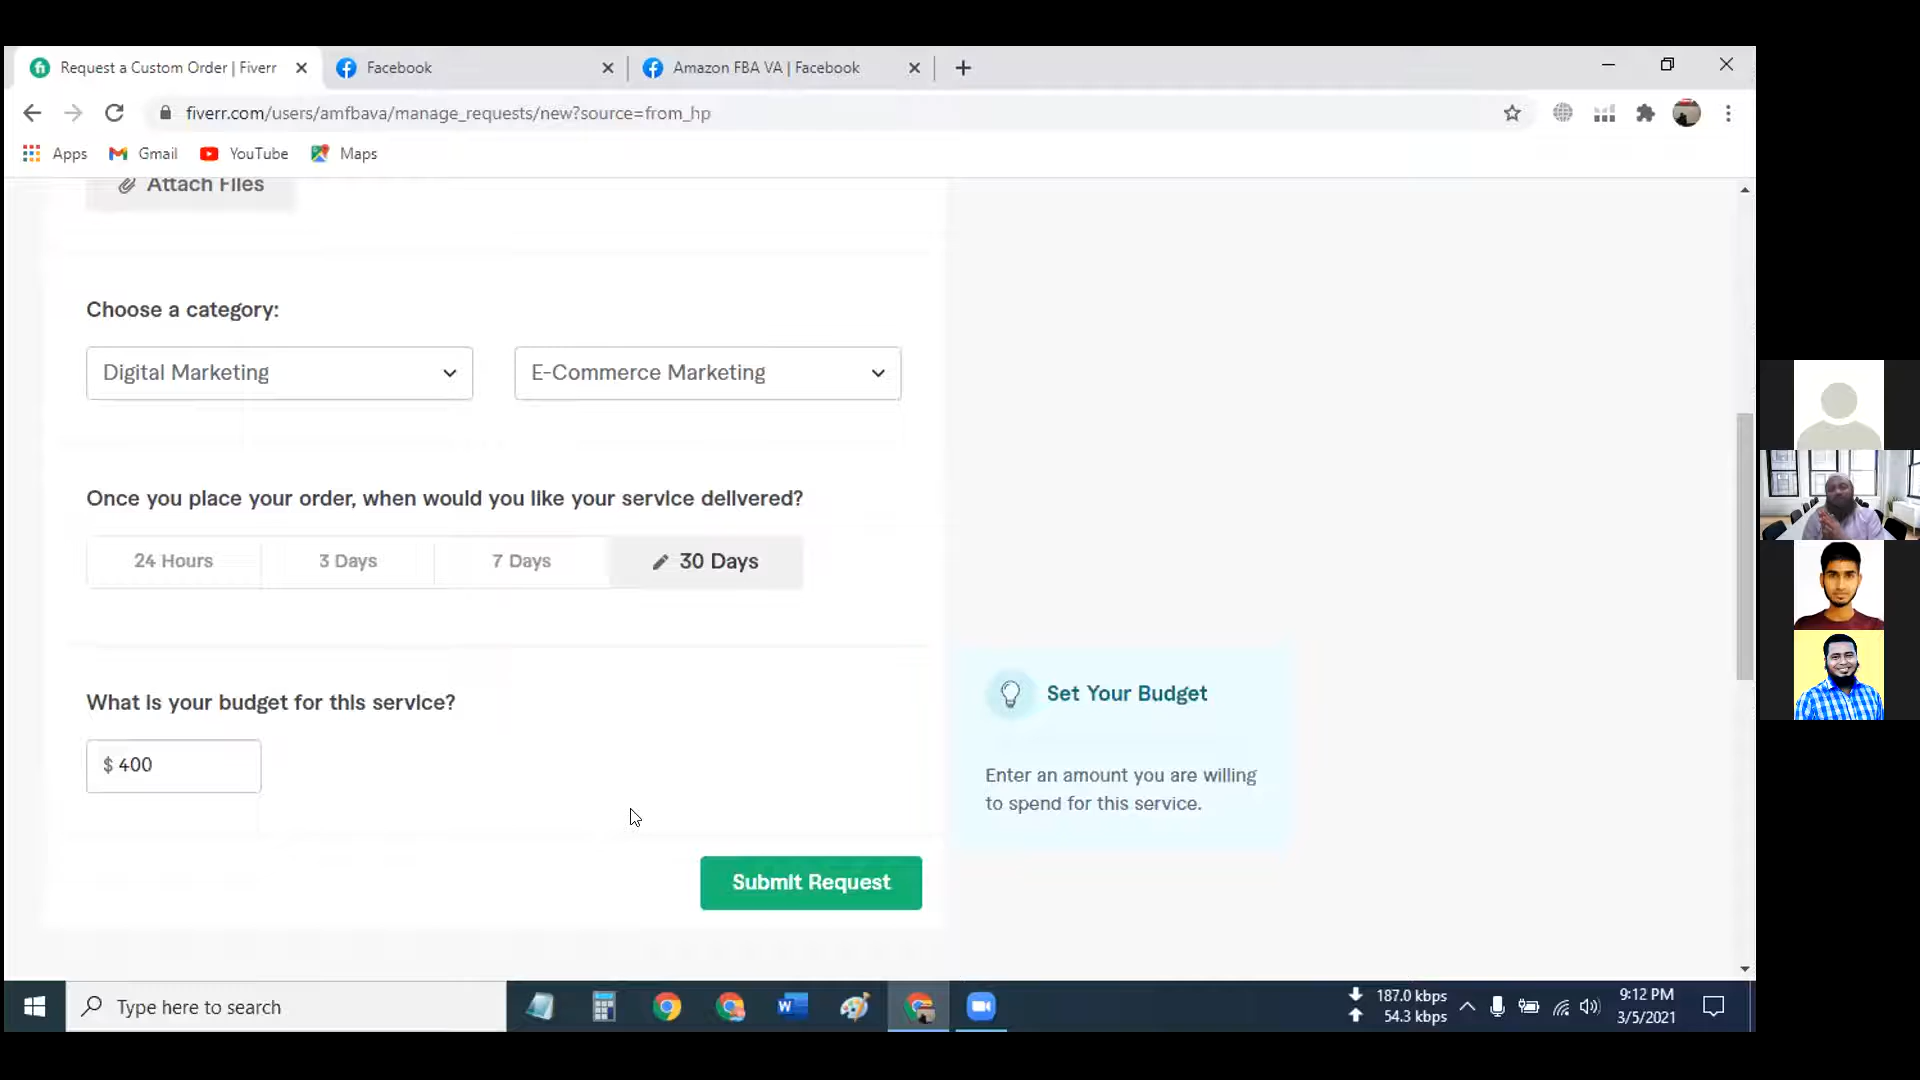 Request a Custom Order | Fiverr
Facebook
Amazon FBA VA | Facebook
fiverr.com/users/amfbava/manage_requests/new?source=from_hp
Apps
Gmail
YouTube
Maps
Attach Files
Choose a category:
Digital Marketing
E-Commerce Marketing
Once you place your order, when would you like your service delivered?
24 Hours
3 Days
7 Days
30 Days
What is your budget for this service?
$ 400
Set Your Budget
Enter an amount you are willing
to spend for this service.
Submit Request
Type here to search
187.0 kbps
54.3 kbps
9:12 PM
3/5/2021